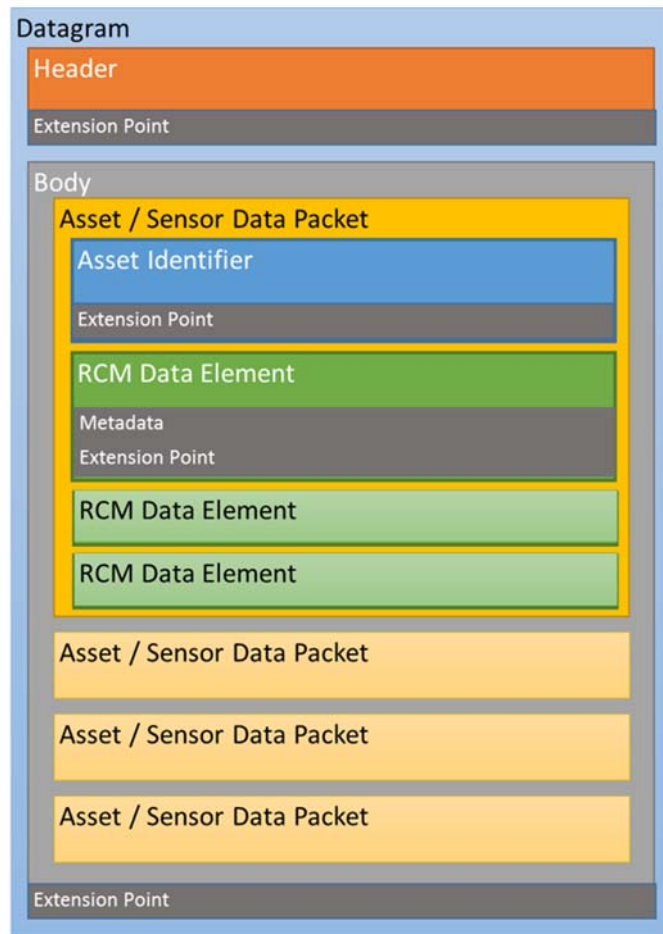 Datagram
Header
Extension Point
Body
Asset / Sensor Data Packet
Asset Identifier
Extension Point
RCM Data Element
Metadata
Extension Point
RCM Data Element
RCM Data Element
Asset / Sensor Data Packet
Asset / Sensor Data Packet
Asset / Sensor Data Packet
Extension Point